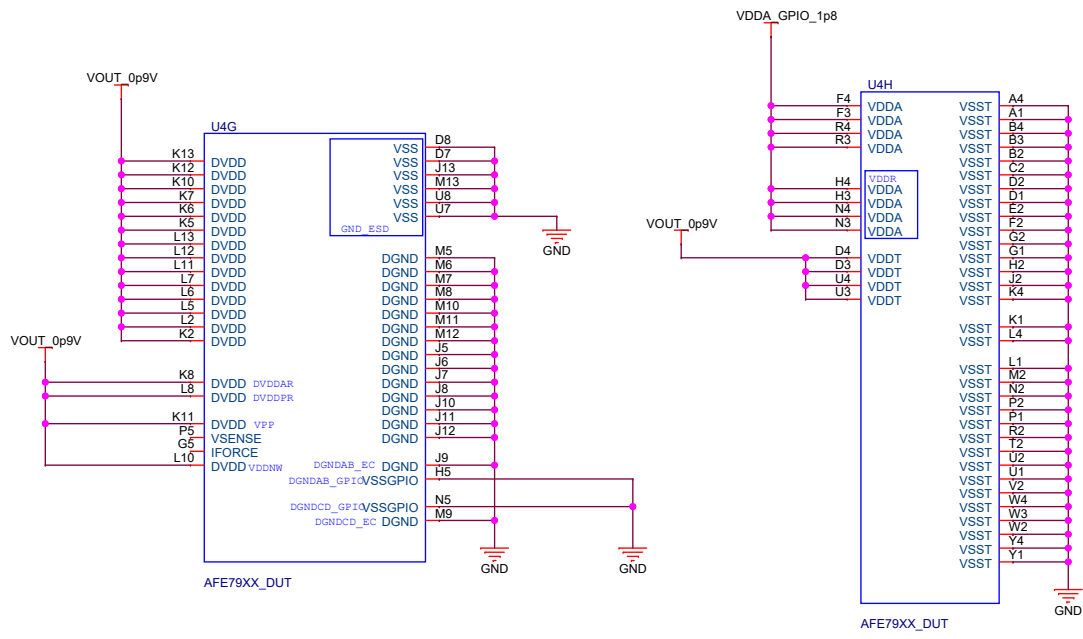 VDDA_GPIO_1p8
VOUT_0p9V
U4G
K13 DVDD
K12 DVDD
K10 DVDD
K7 DVDD
K6 DVDD
K5 DVDD
L13 DVDD
L12 DVDD
L11 DVDD
L7 DVDD
L6 DVDD
L5 DVDD
L2 DVDD
K2 DVDD
VOUT_0p9V
K8 DVDD DVDDAR
L8 DVDD DVDDPR
K11 DVDD VPP
P5 VSENSE
G5 IFORCE
L10 DVDD VDDNW
VSS D8
VSS D7
VSS J13
VSS M13
VSS U8
VSS U7
GND_ESD
GND
DGND M5
DGND M6
DGND M7
DGND M8
DGND M10
DGND M11
DGND M12
DGND J5
DGND J6
DGND J7
DGND J8
DGND J10
DGND J11
DGND J12
DGNDAB_EC DGND J9
DGNDAB_GPIO VSSGPIO H5
DGNDCD_GPIO VSSGPIO N5
DGNDCD_EC DGND M9
GND
GND
AFE79XX_DUT
U4H
F4 VDDA
F3 VDDA
R4 VDDA
R3 VDDA
VDDR
H4 VDDA
H3 VDDA
N4 VDDA
N3 VDDA
VOUT_0p9V
D4 VDDT
D3 VDDT
U4 VDDT
U3 VDDT
VSST A4
VSST A1
VSST B4
VSST B3
VSST B2
VSST C2
VSST D2
VSST D1
VSST E2
VSST F2
VSST G2
VSST G1
VSST H2
VSST J2
VSST K4
VSST K1
VSST L4
VSST L1
VSST M2
VSST N2
VSST P2
VSST P1
VSST R2
VSST T2
VSST U2
VSST U1
VSST V2
VSST W4
VSST W3
VSST W2
VSST Y4
VSST Y1
GND
AFE79XX_DUT